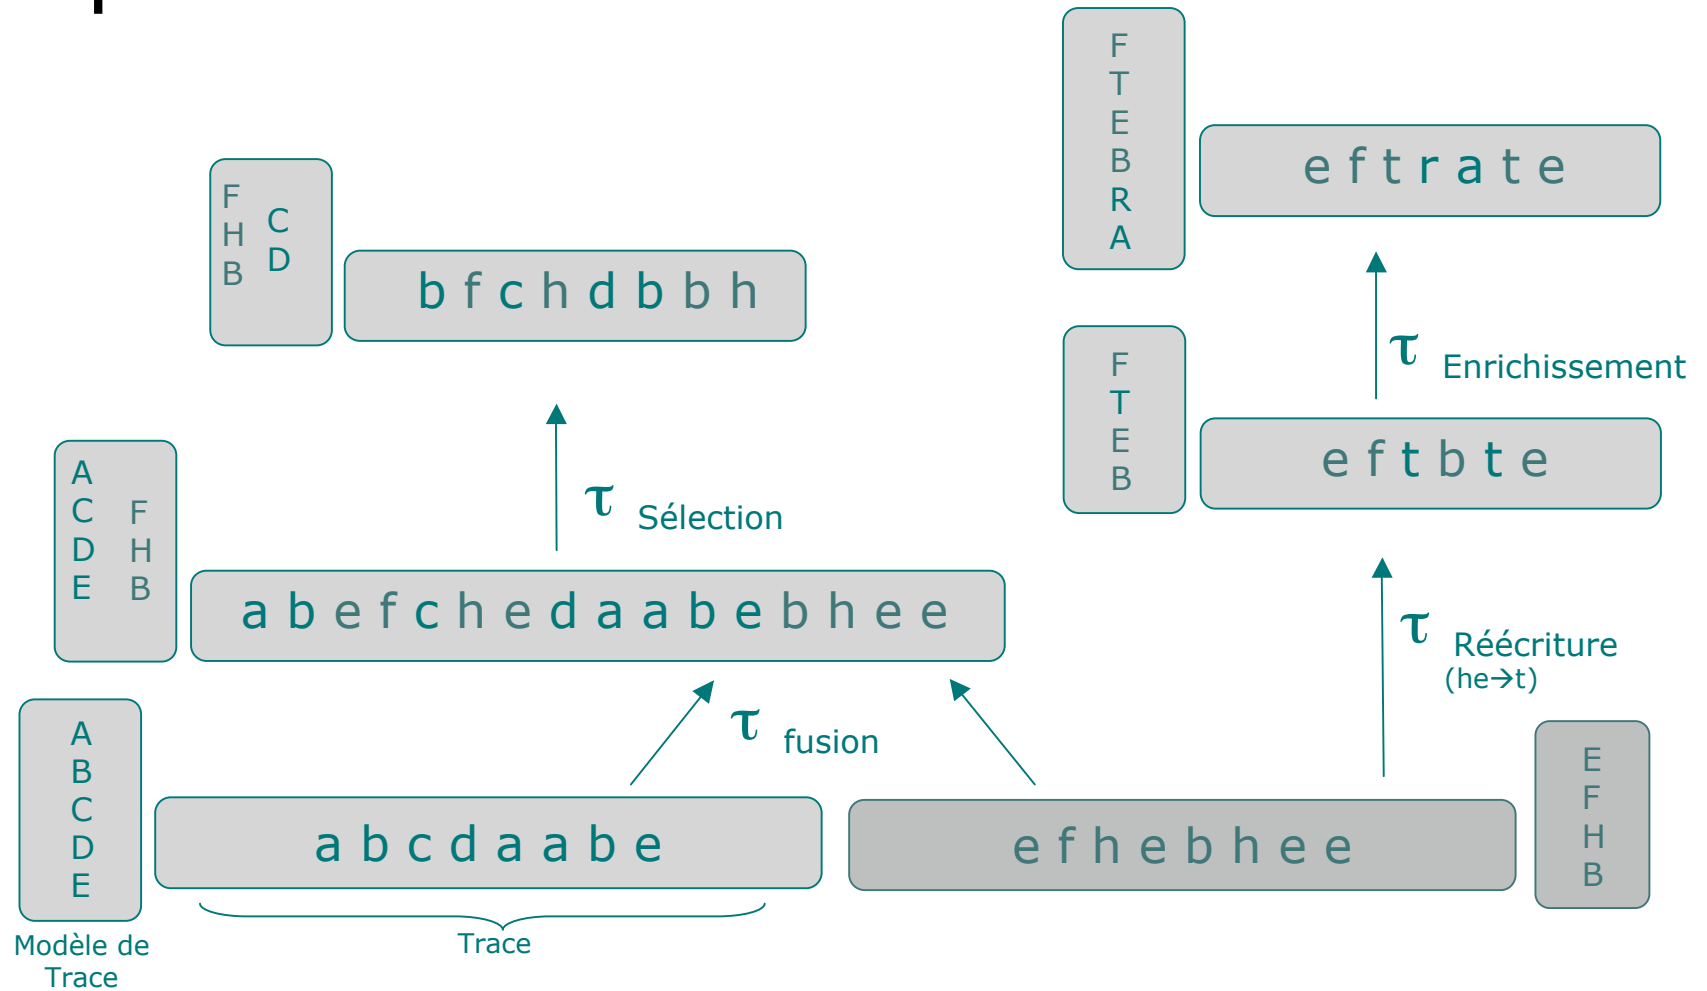 F
T
E
B
R
A
e f t r a t e
F
H
B
C
D
b f c h d b b h
τ Enrichissement
F
T
E
B
e f t b t e
A
C
D
E
F
H
B
τ Sélection
a b e f c h e d a a b e b h e e
τ Réécriture
(he→t)
τ fusion
A
B
C
D
E
a b c d a a b e
e f h e b h e e
E
F
H
B
Modèle de
Trace
Trace